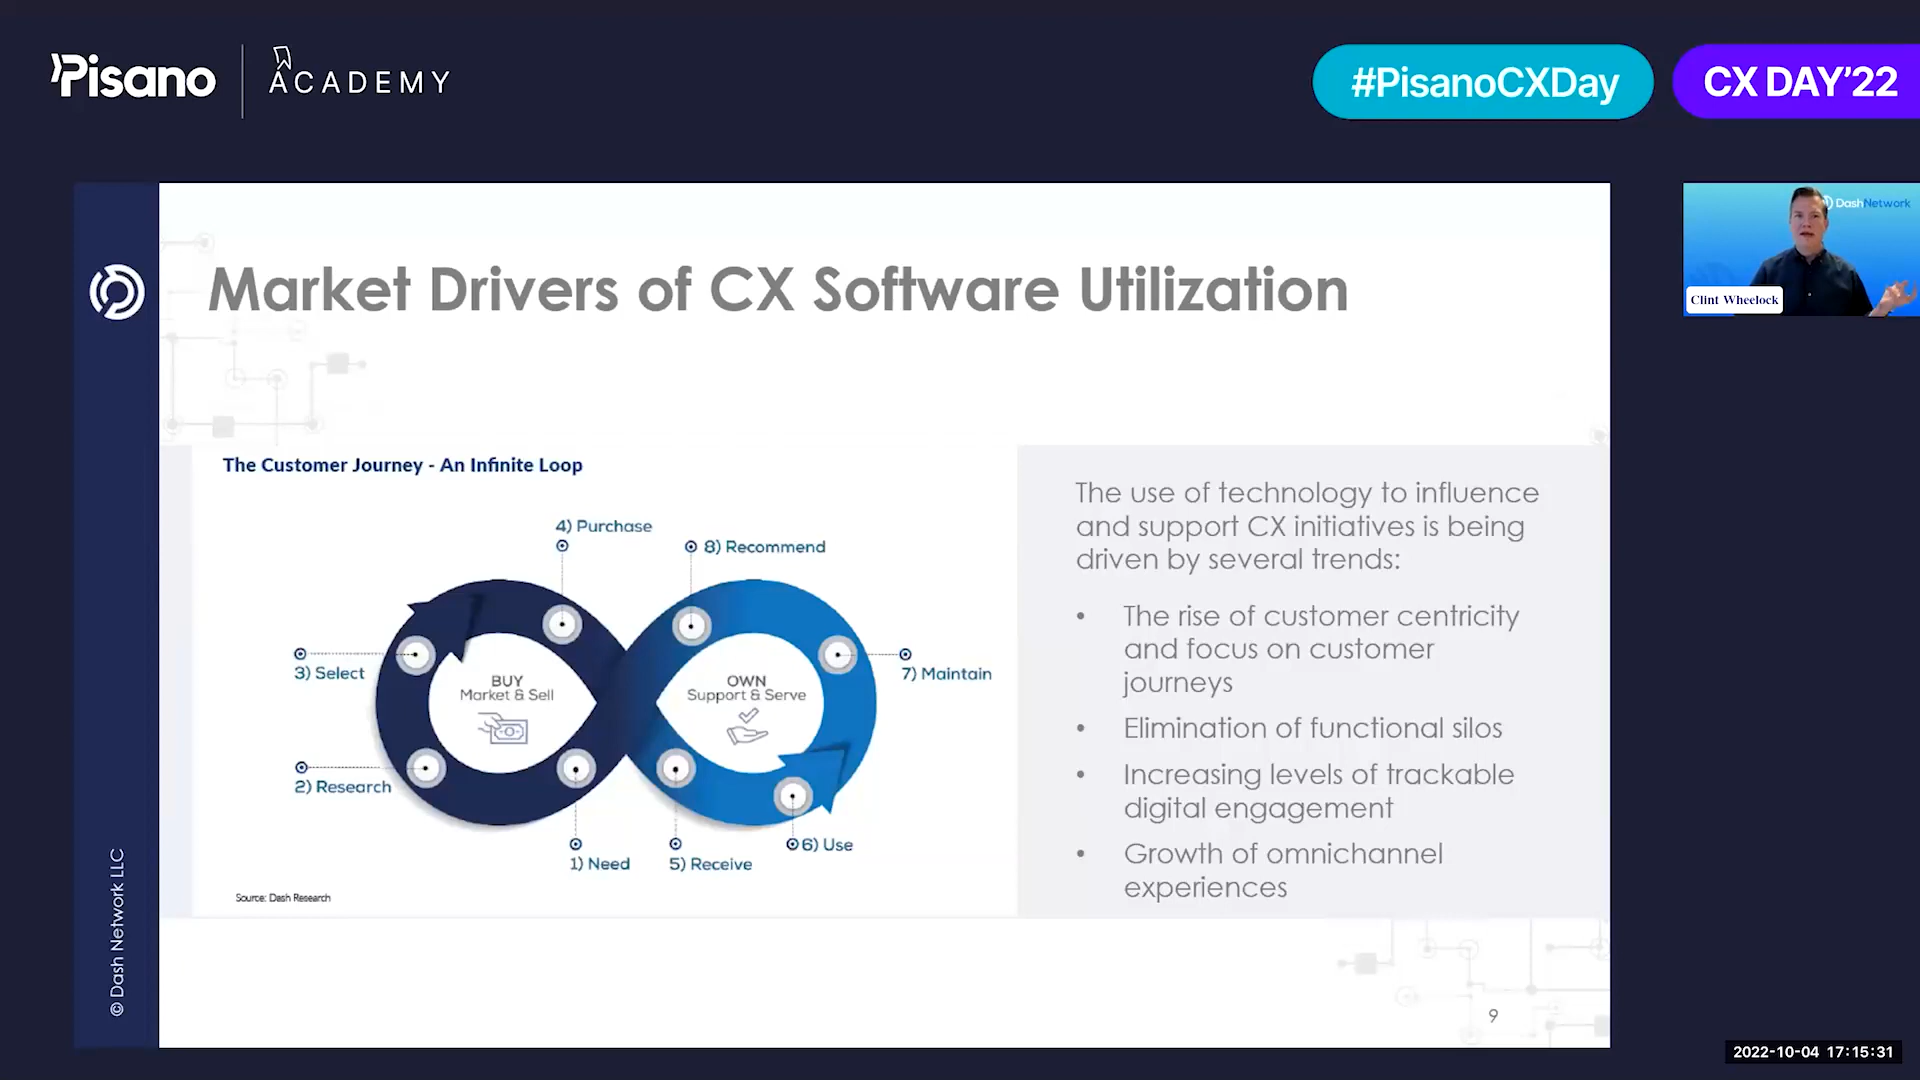 Pisano
ACADEMY
#PisanoCXDay
CX DAY'22
DashNetwork
Clint Wheelock
Market Drivers of CX Software Utilization
The Customer Journey - An Infinite Loop
4) Purchase
8) Recommend
3) Select
7) Maintain
BUY
Market & Sell
OWN
Support & Serve
2) Research
6) Use
1) Need
5) Receive
Source: Dash Research
The use of technology to influence
and support CX initiatives is being
driven by several trends:
• The rise of customer centricity
and focus on customer
journeys
• Elimination of functional silos
• Increasing levels of trackable
digital engagement
• Growth of omnichannel
experiences
© Dash Network LLC
9
2022-10-04 17:15:31